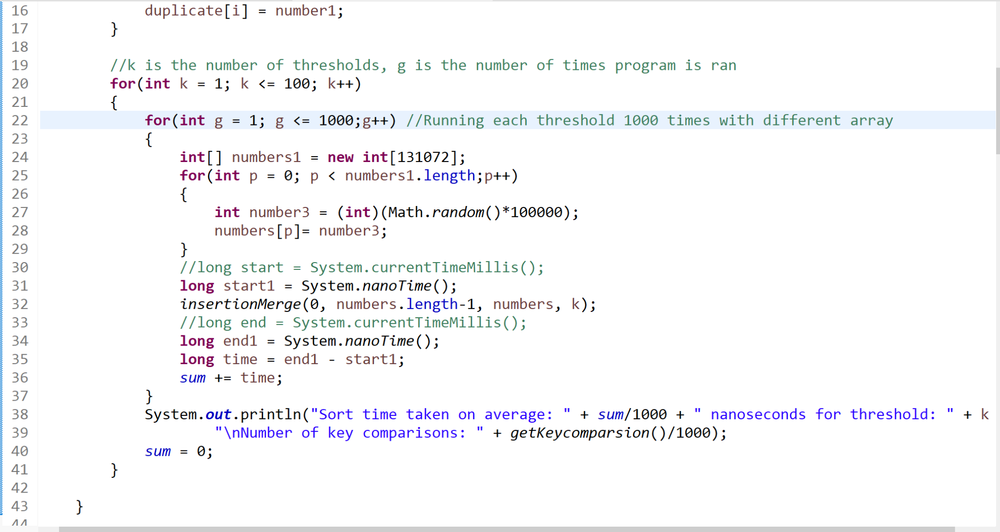 16 duplicate[i] = number1;
17 }
18
19 //k is the number of thresholds, g is the number of times program is ran
20 for(int k = 1; k <= 100; k++)
21 {
22 for(int g = 1; g <= 1000;g++) //Running each threshold 1000 times with different array
23 {
24 int[] numbers1 = new int[131072];
25 for(int p = 0; p < numbers1.length;p++)
26 {
27 int number3 = (int)(Math.random()*100000);
28 numbers[p]= number3;
29 }
30 //long start = System.currentTimeMillis();
31 long start1 = System.nanoTime();
32 insertionMerge(0, numbers.length-1, numbers, k);
33 //long end = System.currentTimeMillis();
34 long end1 = System.nanoTime();
35 long time = end1 - start1;
36 sum += time;
37 }
38 System.out.println("Sort time taken on average: " + sum/1000 + " nanoseconds for threshold: " + k
39 "\nNumber of key comparisons: " + getKeycomparsion()/1000);
40 sum = 0;
41 }
42
43 }
44